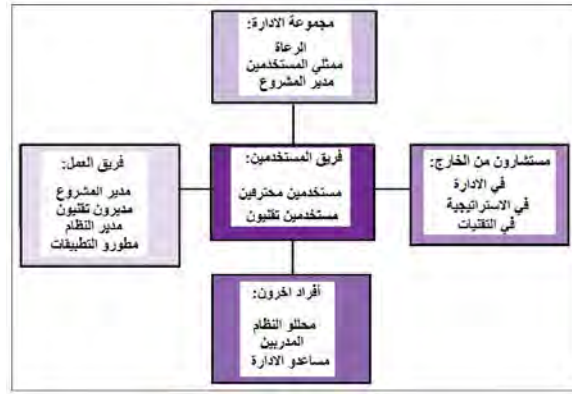 مجموعة الادارة:
الرعاة
ممثلي المستخدمين
مدير المشروع
مستشارون من الخارج:
في الادارة
في الاستراتيجية
في التقنيات
فريق المستخدمين:
مستخدمين محترفين
مستخدمين تقنيون
فريق العمل:
مدير المشروع
مديرون تقنيون
مدير النظام
مطورو التطبيقات
أفراد اخرون:
محللو النظام
المدربين
مساعدو الادارة